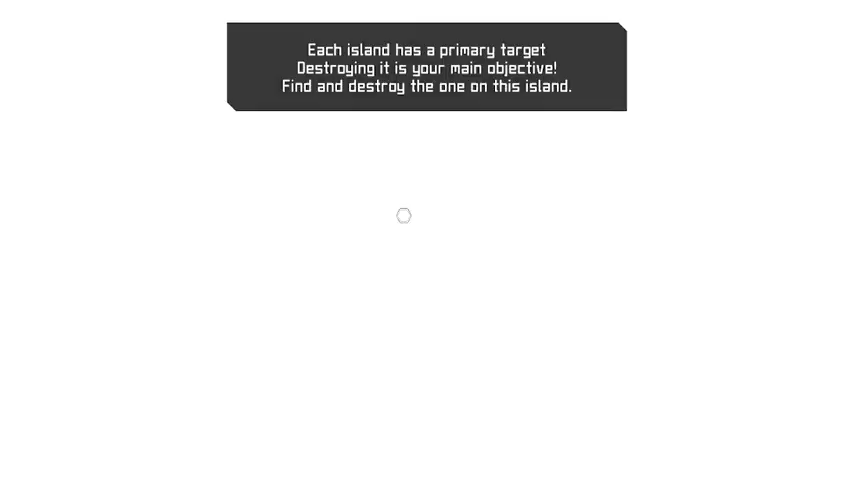 Each island has a primary target
Destroying it is your main objective!
Find and destroy the one on this island.